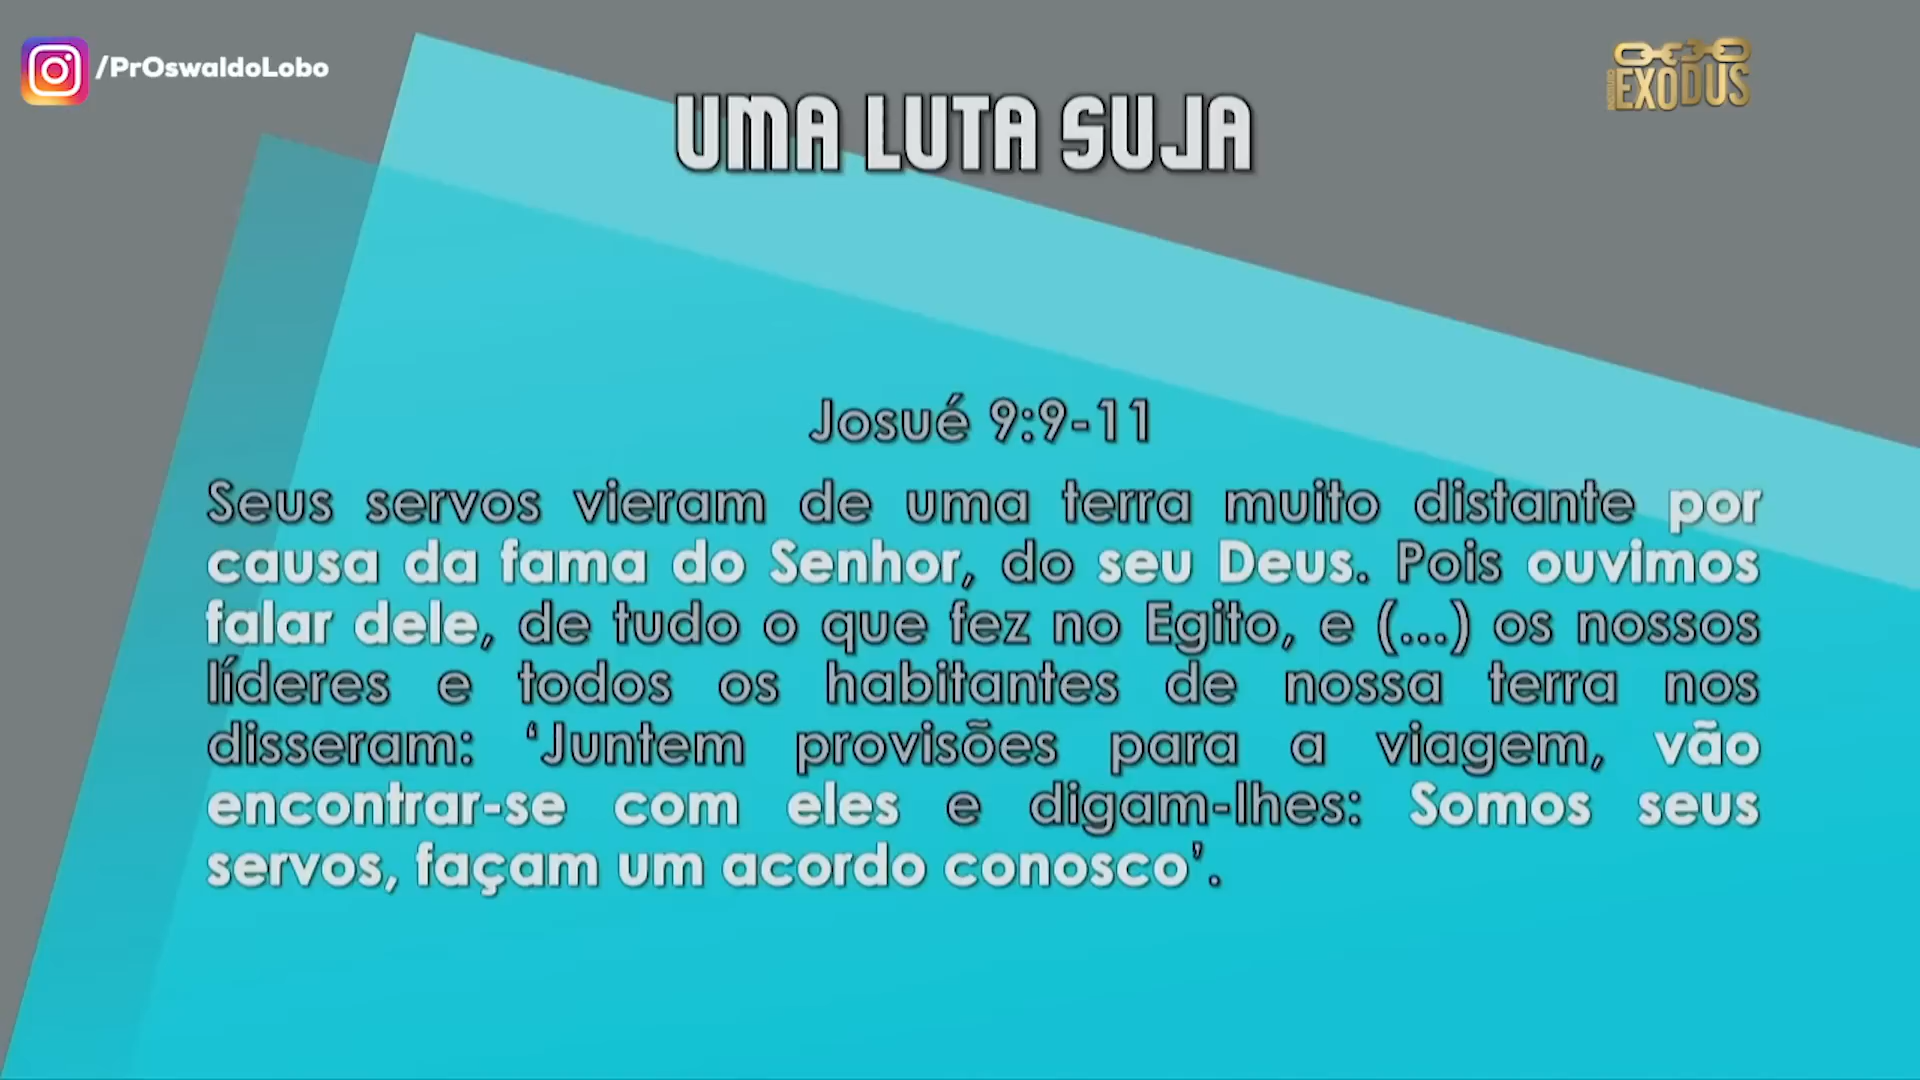 /PrOswaldoLobo
EXODUS
UMA LUTA SUJA
Josué 9:9-11
Seus servos vieram de uma terra muito distante por
causa da fama do Senhor, do seu Deus. Pois ouvimos
falar dele, de tudo o que fez no Egito, e (...) os nossos
líderes e todos os habitantes de nossa terra nos
disseram: ‘Juntem provisões para a viagem, vão
encontrar-se com eles e digam-lhes: Somos seus
servos, façam um acordo conosco’.